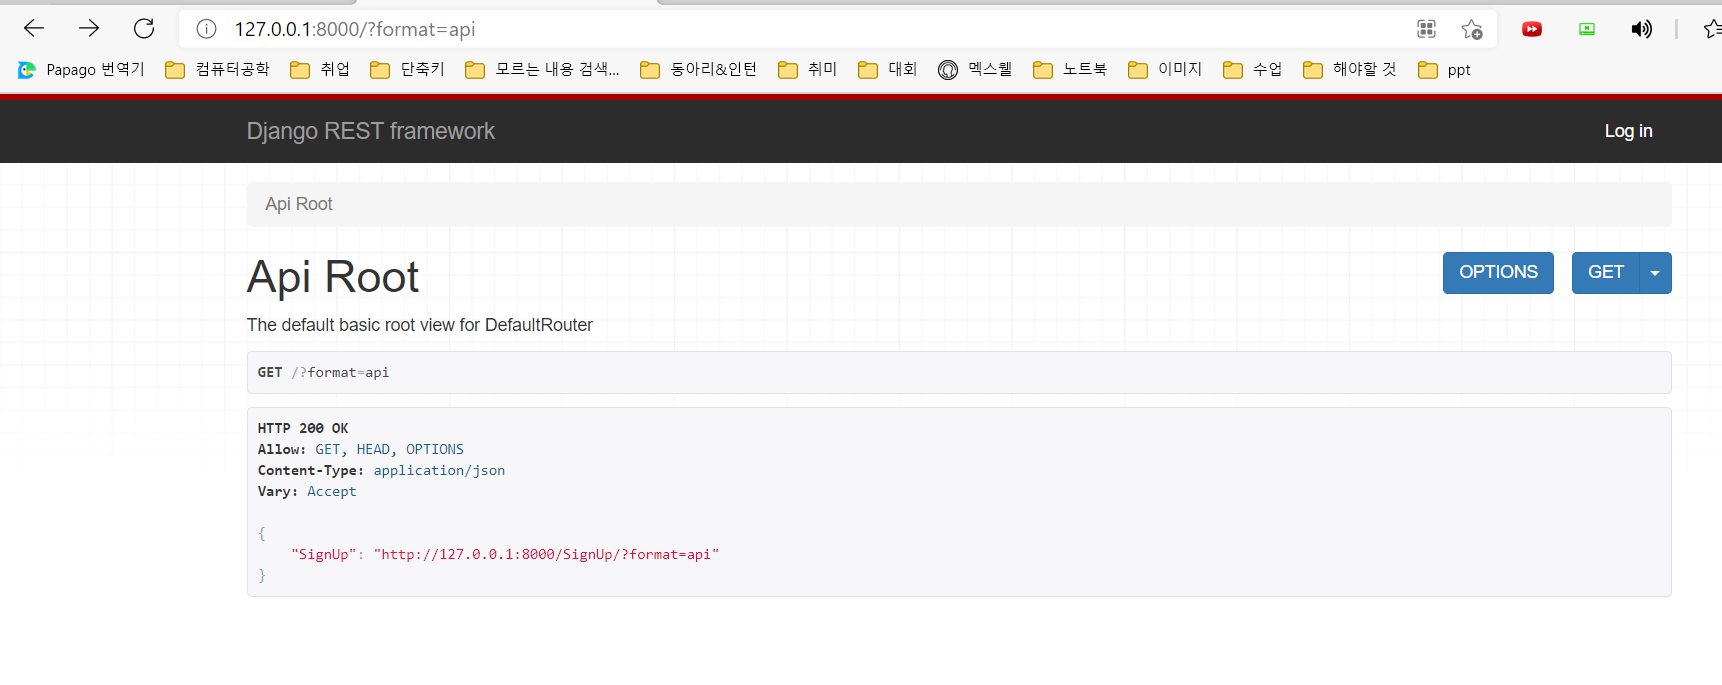 127.0.0.1:8000/?format=api
Papago 번역기 컴퓨터공학 취업 단축키 모르는 내용 검색... 동아리&인턴 취미 대회 멕스웰 노트북 이미지 수업 해야할 것 ppt
Django REST framework Log in
Api Root
Api Root OPTIONS GET
The default basic root view for DefaultRouter
GET /?format=api
HTTP 200 OK
Allow: GET, HEAD, OPTIONS
Content-Type: application/json
Vary: Accept
{
"SignUp": "http://127.0.0.1:8000/SignUp/?format=api"
}